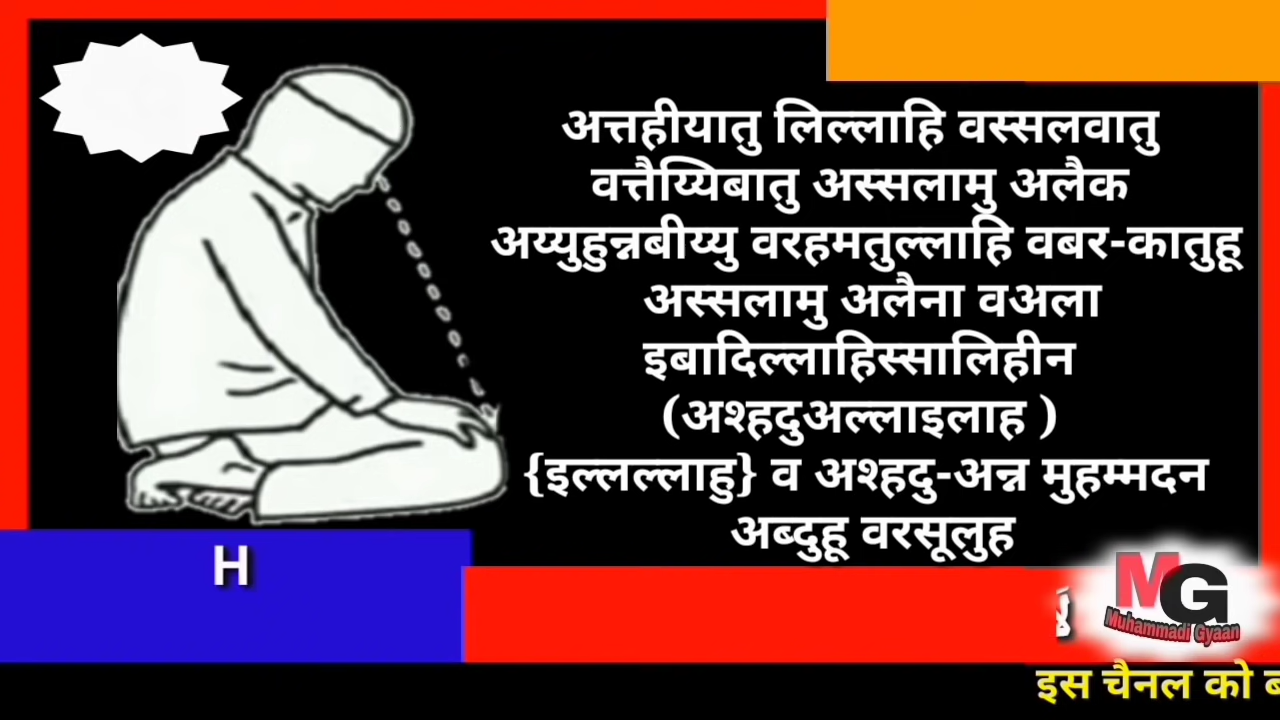 अत्तहीयातु लिल्लाहि वस्सलवातु
वत्तैय्यिबातु अस्सलामु अलैक
अय्युहुन्नबीय्यु वरहमतुल्लाहि वबर-कातुहू
अस्सलामु अलैना वअला
इबादिल्लाहिस्सालिहीन
(अश्हदुअल्लाइलाह )
{इल्लल्लाहु} व अश्हदु-अन्न मुहम्मदन
अब्दुहू वरसूलुह
H
MG
Muhammadi Gyaan
इस चैनल को